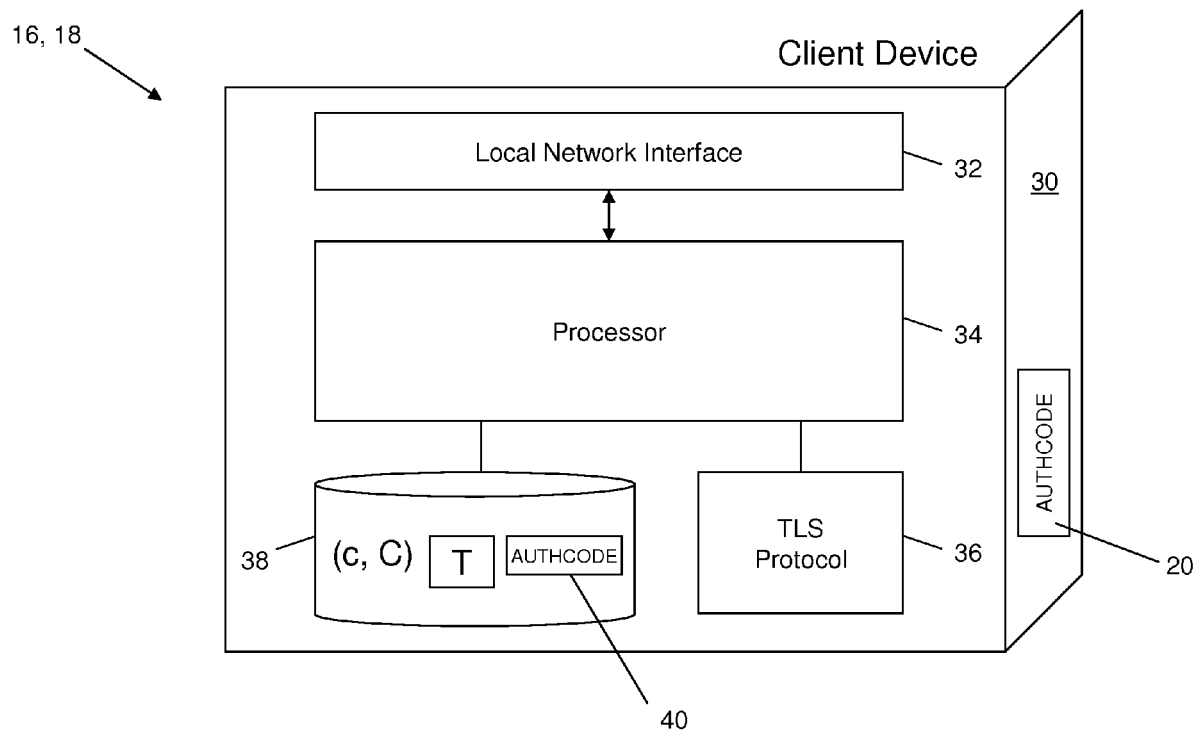 16, 18
Client Device
Local Network Interface
32
30
Processor
34
AUTHCODE
20
38
(c, C)
T
AUTHCODE
TLS
Protocol
36
40